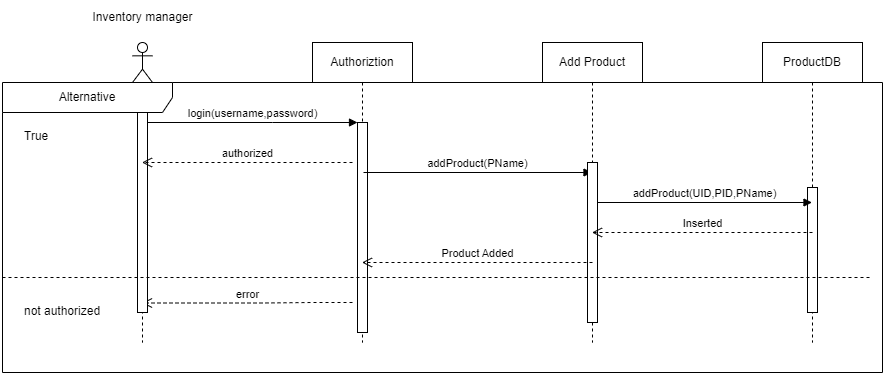 Inventory manager
Authoriztion
Add Product
ProductDB
Alternative
login(username,password)
True
authorized
addProduct(PName)
addProduct(UID,PID,PName)
Inserted
Product Added
error
not authorized